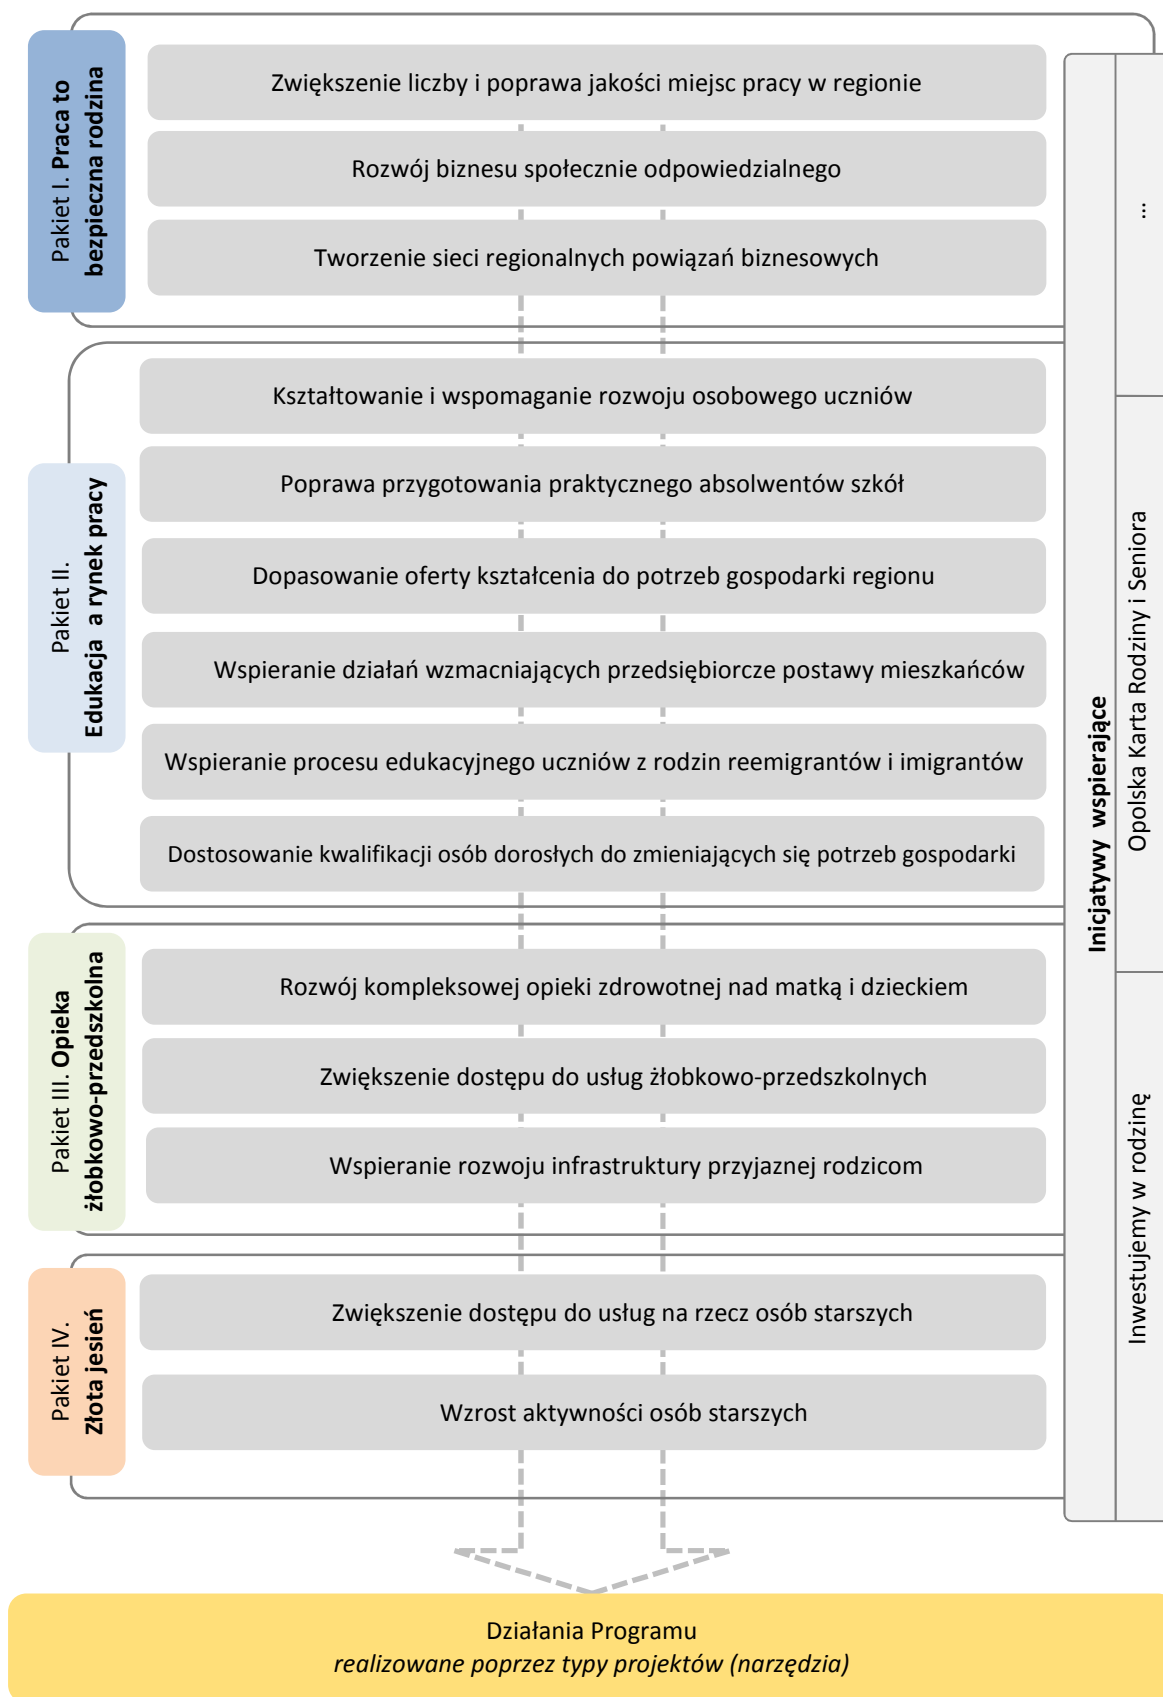 Pakiet I. Praca to
bezpieczna rodzina
Zwiększenie liczby i poprawa jakości miejsc pracy w regionie
Rozwój biznesu społecznie odpowiedzialnego
Tworzenie sieci regionalnych powiązań biznesowych
Pakiet II.
Edukacja a rynek pracy
Kształtowanie i wspomaganie rozwoju osobowego uczniów
Poprawa przygotowania praktycznego absolwentów szkół
Dopasowanie oferty kształcenia do potrzeb gospodarki regionu
Wspieranie działań wzmacniających przedsiębiorcze postawy mieszkańców
Wspieranie procesu edukacyjnego uczniów z rodzin reemigrantów i imigrantów
Dostosowanie kwalifikacji osób dorosłych do zmieniających się potrzeb gospodarki
Pakiet III. Opieka
żłobkowo-przedszkolna
Rozwój kompleksowej opieki zdrowotnej nad matką i dzieckiem
Zwiększenie dostępu do usług żłobkowo-przedszkolnych
Wspieranie rozwoju infrastruktury przyjaznej rodzicom
Pakiet IV.
Złota jesień
Zwiększenie dostępu do usług na rzecz osób starszych
Wzrost aktywności osób starszych
Inicjatywy wspierające
...
Opolska Karta Rodziny i Seniora
Inwestujemy w rodzinę
Działania Programu
realizowane poprzez typy projektów (narzędzia)